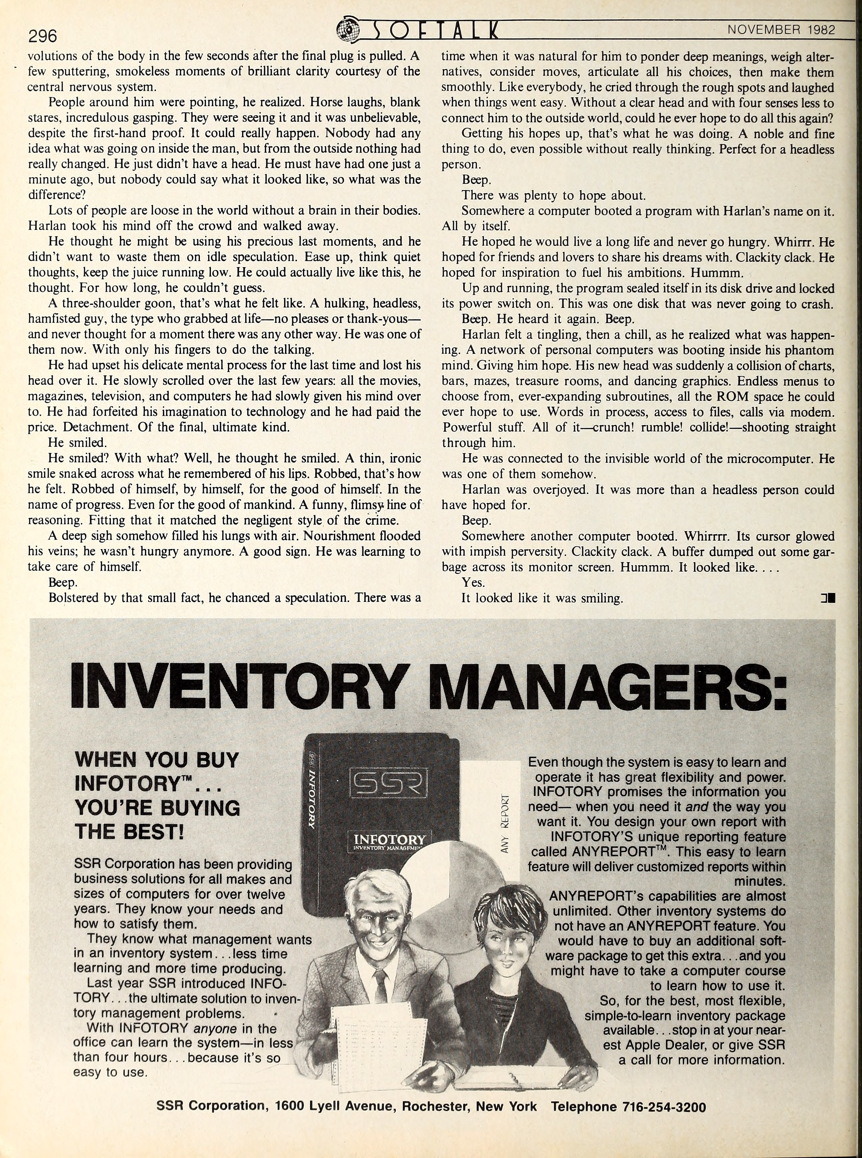 296
SOFTALK
NOVEMBER 1982
volutions of the body in the few seconds after the final plug is pulled. A
few sputtering, smokeless moments of brilliant clarity courtesy of the
central nervous system.
People around him were pointing, he realized. Horse laughs, blank
stares, incredulous gasping. They were seeing it and it was unbelievable,
despite the first-hand proof. It could really happen. Nobody had any
idea what was going on inside the man, but from the outside nothing had
really changed. He just didn't have a head. He must have had one just a
minute ago, but nobody could say what it looked like, so what was the
difference?
Lots of people are loose in the world without a brain in their bodies.
Harlan took his mind off the crowd and walked away.
He thought he might be using his precious last moments, and he
didn't want to waste them on idle speculation. Ease up, think quiet
thoughts, keep the juice running low. He could actually live like this, he
thought. For how long, he couldn't guess.
A three-shoulder goon, that's what he felt like. A hulking, headless,
hamfisted guy, the type who grabbed at life—no pleases or thank-yous—
and never thought for a moment there was any other way. He was one of
them now. With only his fingers to do the talking.
He had upset his delicate mental process for the last time and lost his
head over it. He slowly scrolled over the last few years: all the movies,
magazines, television, and computers he had slowly given his mind over
to. He had forfeited his imagination to technology and he had paid the
price. Detachment. Of the final, ultimate kind.
He smiled.
He smiled? With what? Well, he thought he smiled. A thin, ironic
smile snaked across what he remembered of his lips. Robbed, that's how
he felt. Robbed of himself, by himself, for the good of himself. In the
name of progress. Even for the good of mankind. A funny, flimsy line of
reasoning. Fitting that it matched the negligent style of the crime.
A deep sigh somehow filled his lungs with air. Nourishment flooded
his veins; he wasn't hungry anymore. A good sign. He was learning to
take care of himself.
Beep.
Bolstered by that small fact, he chanced a speculation. There was a
time when it was natural for him to ponder deep meanings, weigh alter-
natives, consider moves, articulate all his choices, then make them
smoothly. Like everybody, he cried through the rough spots and laughed
when things went easy. Without a clear head and with four senses less to
connect him to the outside world, could he ever hope to do all this again?
Getting his hopes up, that's what he was doing. A noble and fine
thing to do, even possible without really thinking. Perfect for a headless
person.
Beep.
There was plenty to hope about.
Somewhere a computer booted a program with Harlan's name on it.
All by itself.
He hoped he would live a long life and never go hungry. Whirrr. He
hoped for friends and lovers to share his dreams with. Clackity clack. He
hoped for inspiration to fuel his ambitions. Hummm.
Up and running, the program sealed itself in its disk drive and locked
its power switch on. This was one disk that was never going to crash.
Beep. He heard it again. Beep.
Harlan felt a tingling, then a chill, as he realized what was happen-
ing. A network of personal computers was booting inside his phantom
mind. Giving him hope. His new head was suddenly a collision of charts,
bars, mazes, treasure rooms, and dancing graphics. Endless menus to
choose from, ever-expanding subroutines, all the ROM space he could
ever hope to use. Words in process, access to files, calls via modem.
Powerful stuff. All of it—crunch! rumble! collide!—shooting straight
through him.
He was connected to the invisible world of the microcomputer. He
was one of them somehow.
Harlan was overjoyed. It was more than a headless person could
have hoped for.
Beep.
Somewhere another computer booted. Whirrrr. Its cursor glowed
with impish perversity. Clackity clack. A buffer dumped out some gar-
bage across its monitor screen. Hummm. It looked like. . . .
Yes.
It looked like it was smiling.
INVENTORY MANAGERS:
WHEN YOU BUY
INFOTORY™...
YOU'RE BUYING
THE BEST!
SSR Corporation has been providing
business solutions for all makes and
sizes of computers for over twelve
years. They know your needs and
how to satisfy them.
They know what management wants
in an inventory system...less time
learning and more time producing.
Last year SSR introduced INFO-
TORY...the ultimate solution to inven-
tory management problems.
With INFOTORY anyone in the
office can learn the system—in less
than four hours...because it's so
easy to use.
INFOTORY
SSR
INFOTORY
INVENTORY MANAGEMENT
ANY REPORT
Even though the system is easy to learn and
operate it has great flexibility and power.
INFOTORY promises the information you
need— when you need it and the way you
want it. You design your own report with
INFOTORY'S unique reporting feature
called ANYREPORT™. This easy to learn
feature will deliver customized reports within
minutes.
ANYREPORT's capabilities are almost
unlimited. Other inventory systems do
not have an ANYREPORT feature. You
would have to buy an additional soft-
ware package to get this extra...and you
might have to take a computer course
to learn how to use it.
So, for the best, most flexible,
simple-to-learn inventory package
available...stop in at your near-
est Apple Dealer, or give SSR
a call for more information.
SSR Corporation, 1600 Lyell Avenue, Rochester, New York Telephone 716-254-3200